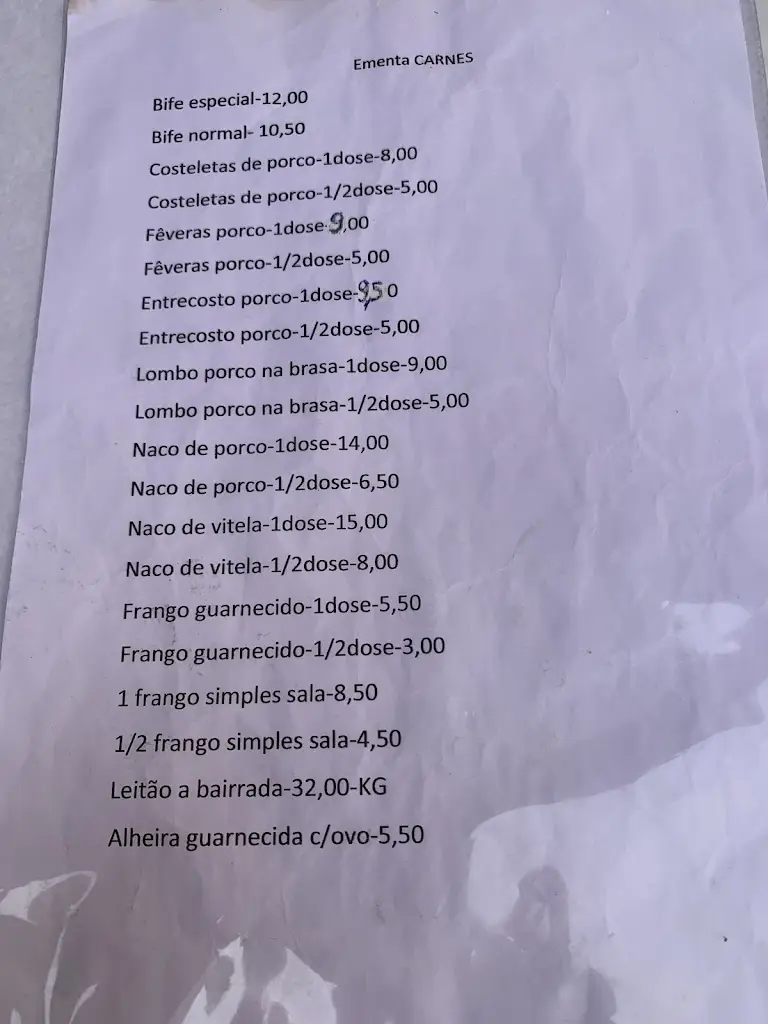 Ementa CARNES
Bife especial-12,00
Bife normal- 10,50
Costeletas de porco-1dose-8,00
Costeletas de porco-1/2dose-5,00
Fêveras porco-1dose-9,00
Fêveras porco-1/2dose-5,00
Entrecosto porco-1dose-9,50
Entrecosto porco-1/2dose-5,00
Lombo porco na brasa-1dose-9,00
Lombo porco na brasa-1/2dose-5,00
Naco de porco-1dose-14,00
Naco de porco-1/2dose-6,50
Naco de vitela-1dose-15,00
Naco de vitela-1/2dose-8,00
Frango guarnecido-1dose-5,50
Frango guarnecido-1/2dose-3,00
1 frango simples sala-8,50
1/2 frango simples sala-4,50
Leitão a bairrada-32,00-KG
Alheira guarnecida c/ovo-5,50